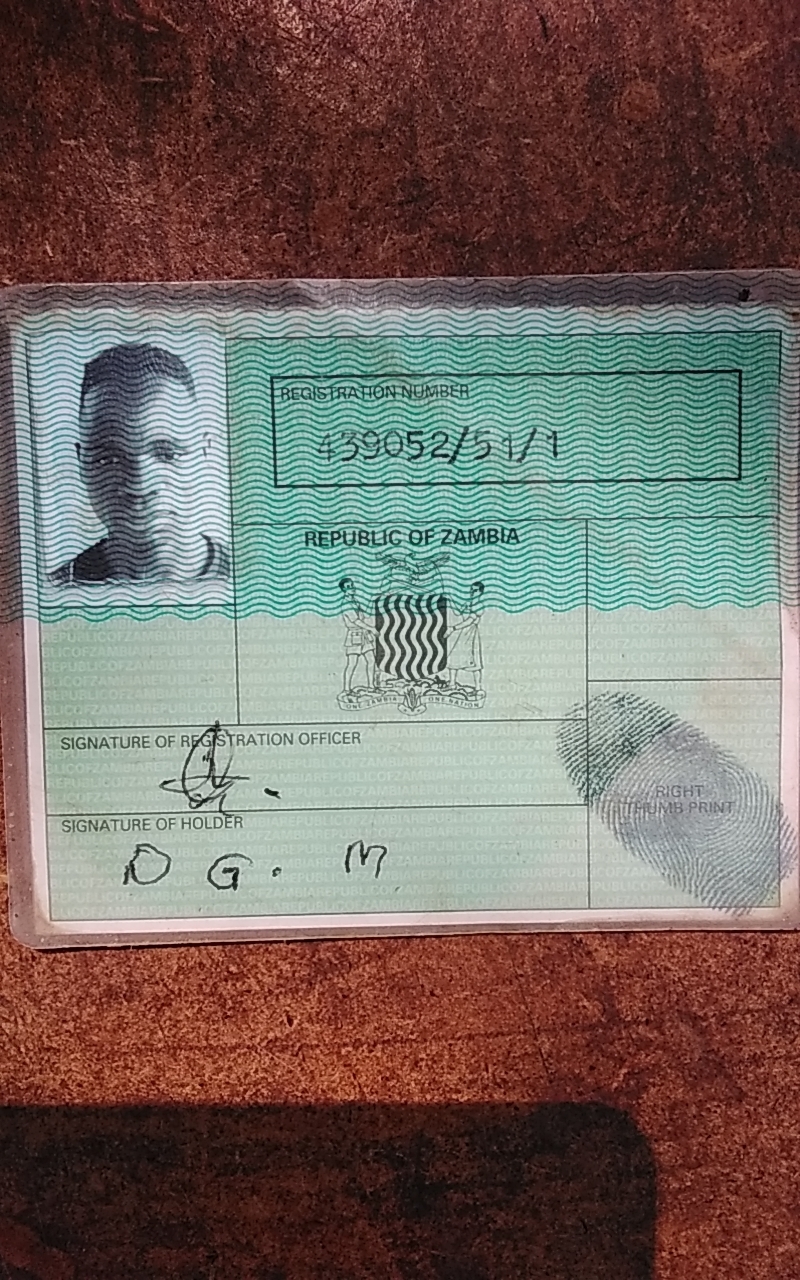 REGISTRATION NUMBER
439052/51/1
REPUBLIC OF ZAMBIA
ONE ZAMBIA ONE NATION
SIGNATURE OF REGISTRATION OFFICER
SIGNATURE OF HOLDER
D G. M
RIGHT
THUMB PRINT